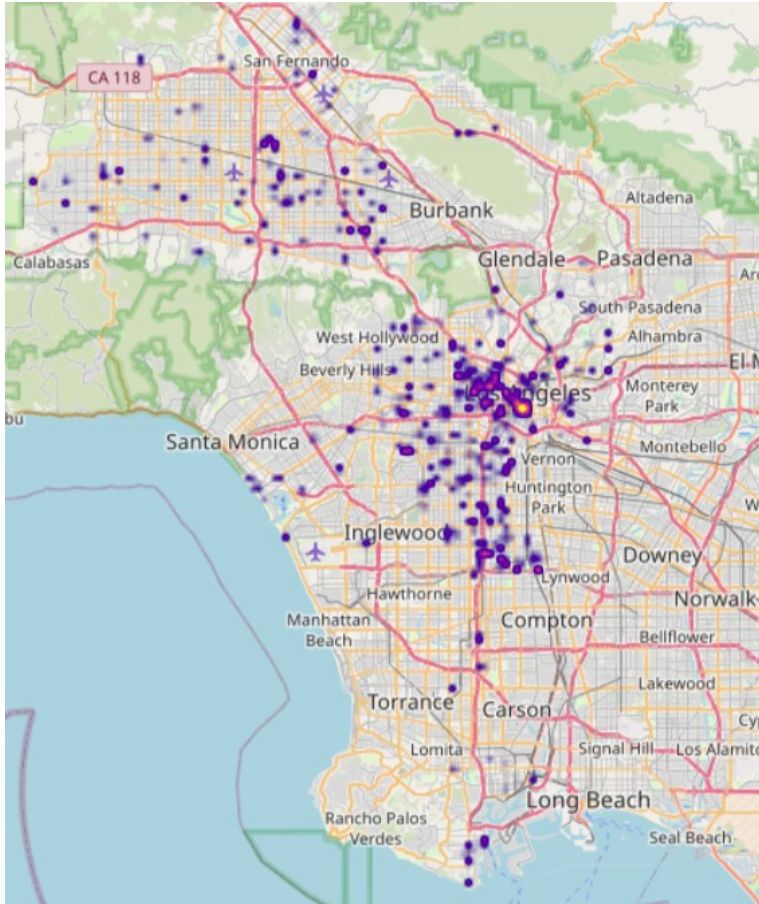 San Fernando
CA 118
Altadena
Burbank
Calabasas
Glendale
Pasadena
South Pasadena
West Hollywood
Alhambra
Beverly Hills
Los Angeles
Monterey
Park
bu
Santa Monica
Montebello
Vernon
Huntington
Park
Inglewood
Downey
Lynwood
Hawthorne
Norwalk
Manhattan
Beach
Compton
Bellflower
Lakewood
Torrance
Carson
Lomita
Signal Hill
Los Alamito
Long Beach
Rancho Palos
Verdes
Seal Beach